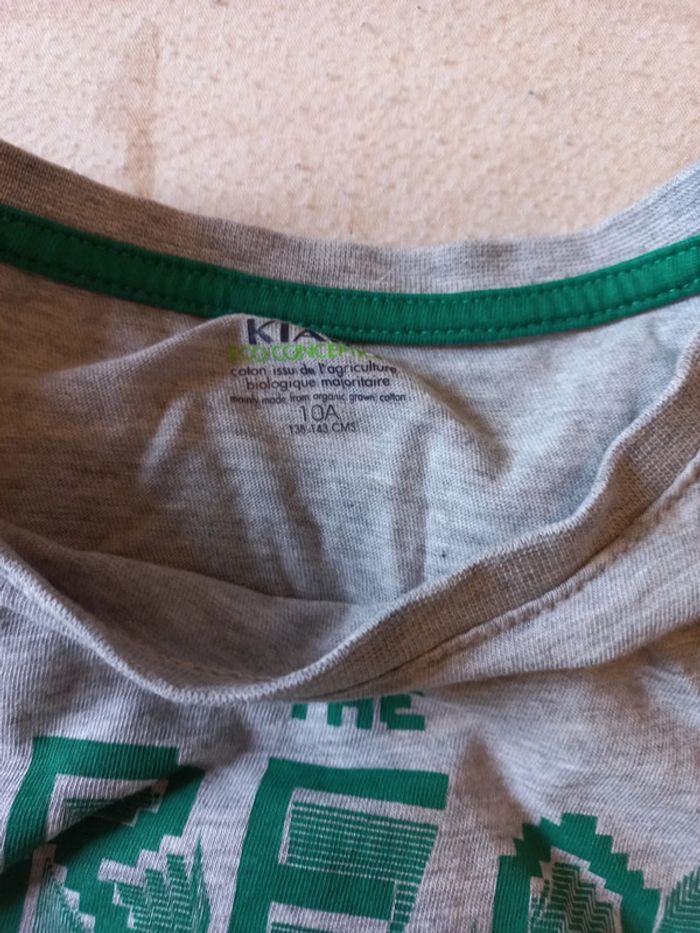 KIA
ECO CONCEPT
coton issu de l'agriculture
biologique majoritaire
mainly made from organic grown cotton
10A
138-143 CMS
THE